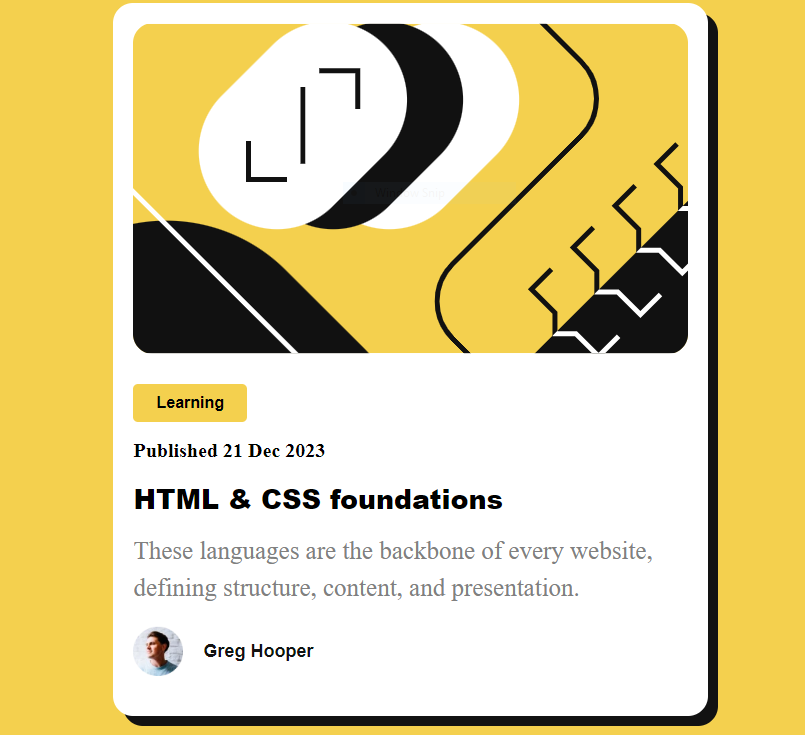 Learning
Published 21 Dec 2023
HTML & CSS foundations
These languages are the backbone of every website,
defining structure, content, and presentation.
Greg Hooper